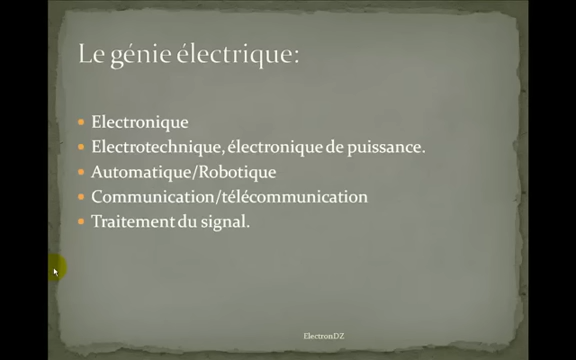 Le génie électrique:
Electronique
Electrotechnique, électronique de puissance.
Automatique/Robotique
Communication/télécommunication
Traitement du signal.
ElectronDZ